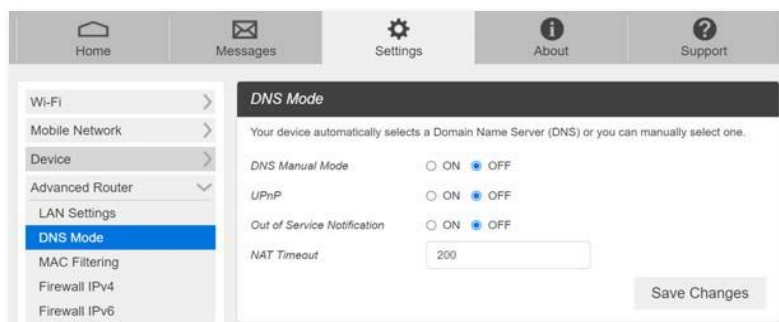 Home
Messages
Settings
About
Support
Wi-Fi
Mobile Network
Device
Advanced Router
LAN Settings
DNS Mode
MAC Filtering
Firewall IPv4
Firewall IPv6
DNS Mode
Your device automatically selects a Domain Name Server (DNS) or you can manually select one.
DNS Manual Mode ON OFF
UPnP ON OFF
Out of Service Notification ON OFF
NAT Timeout 200
Save Changes